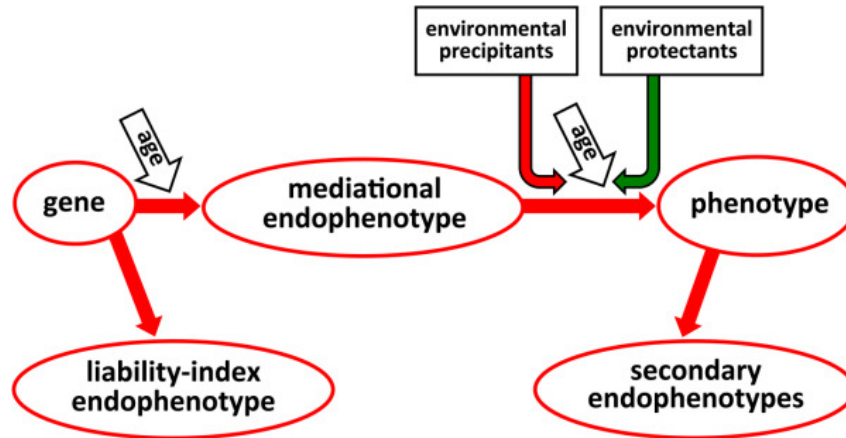 environmental
precipitants
environmental
protectants
age
age
gene
mediational
endophenotype
phenotype
liability-index
endophenotype
secondary
endophenotypes